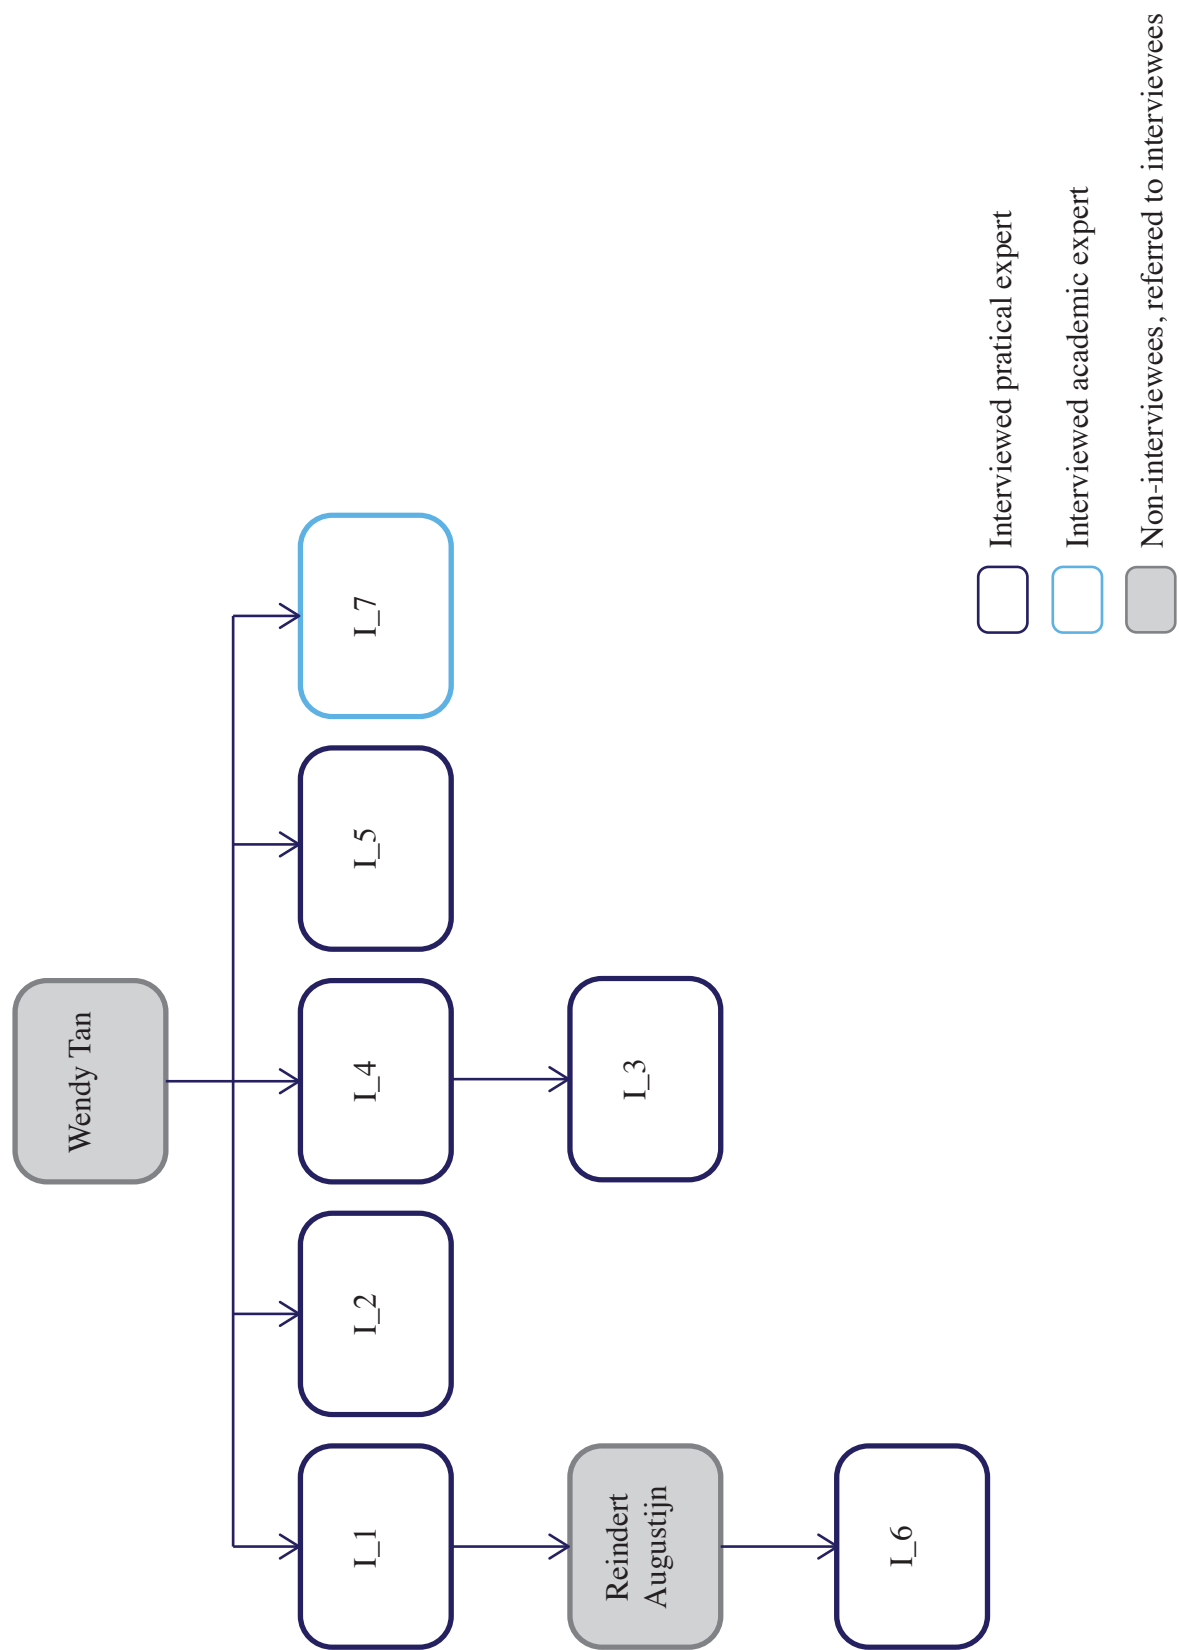 Wendy Tan
I_1
I_2
I_4
I_5
I_7
Reindert
Augustijn
I_3
I_6
Interviewed pratical expert
Interviewed academic expert
Non-interviewees, referred to interviewees